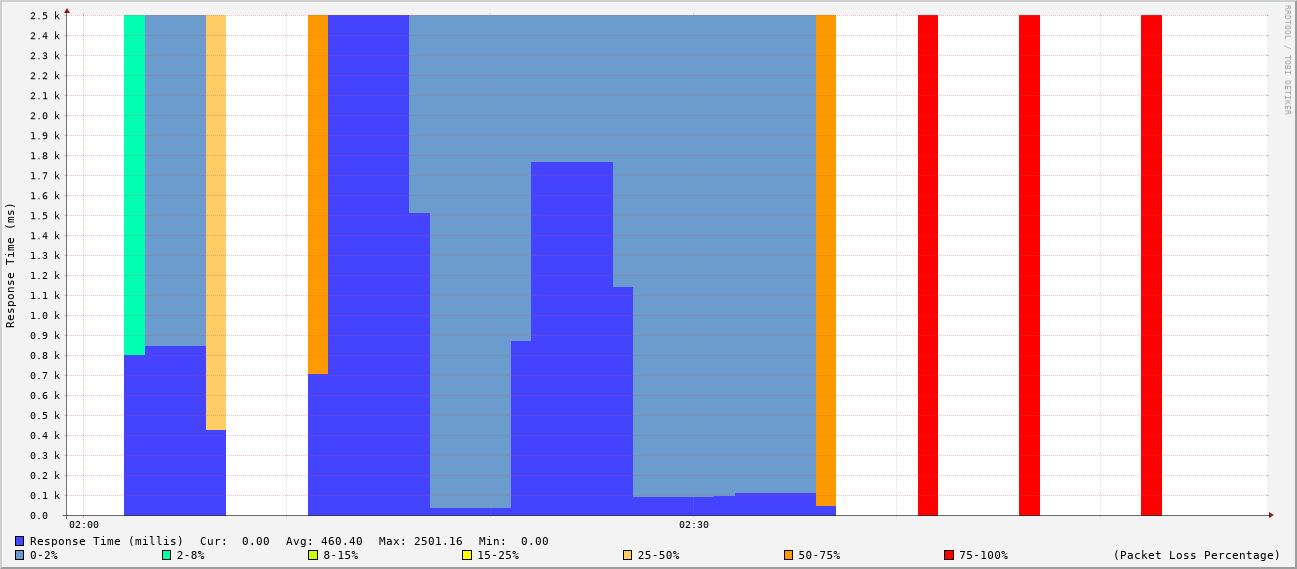 2.5 k
2.4 k
2.3 k
2.2 k
2.1 k
2.0 k
1.9 k
1.8 k
1.7 k
1.6 k
1.5 k
1.4 k
1.3 k
1.2 k
1.1 k
1.0 k
0.9 k
0.8 k
0.7 k
0.6 k
0.5 k
0.4 k
0.3 k
0.2 k
0.1 k
0.0
Response Time (ms)
RRDTOOL / TOBI OETIKER
02:00 02:30
Response Time (millis) Cur: 0.00 Avg: 460.40 Max: 2501.16 Min: 0.00
0-2% 2-8% 8-15% 15-25% 25-50% 50-75% 75-100% (Packet Loss Percentage)